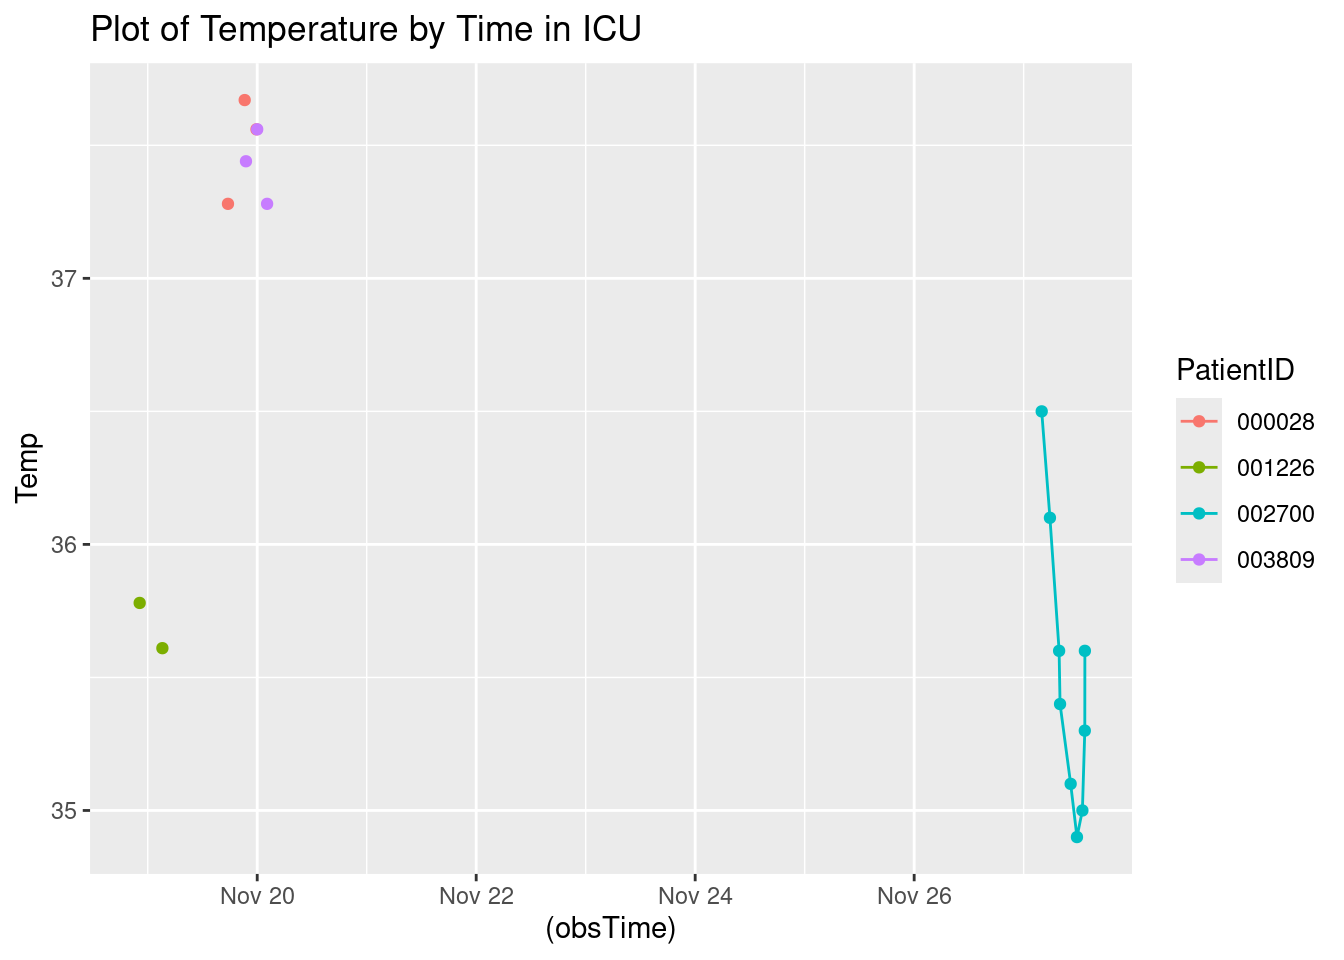 Plot of Temperature by Time in ICU
37
36
35
Temp
Nov 20 Nov 22 Nov 24 Nov 26
(obsTime)
PatientID
000028
001226
002700
003809